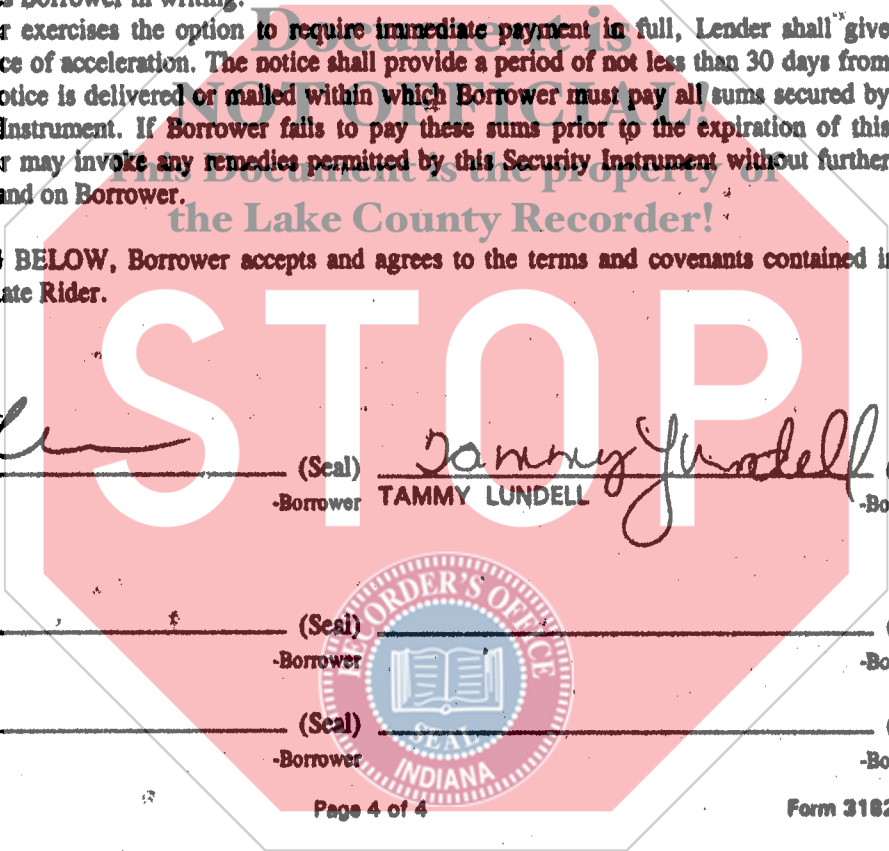 s Borrower in writing.
Document is
r exercises the option to require immediate payment in full, Lender shall give
ce of acceleration. The notice shall provide a period of not less than 30 days from
NOT OFFICIAL!
otice is delivered or mailed within which Borrower must pay all sums secured by
Instrument. If Borrower fails to pay these sums prior to the expiration of this
r may invoke any remedies permitted by this Security Instrument without further
This Document is the property of
and on Borrower.
the Lake County Recorder!
BELOW, Borrower accepts and agrees to the terms and covenants contained in
ate Rider.
STOP
(Seal) Tammy Lundell
-Borrower TAMMY LUNDELL -Bo
(Seal)
-Borrower -Bo
(Seal)
-Borrower -Bo
RECORDER'S OFFICE
SEAL
INDIANA
Page 4 of 4 Form 3182